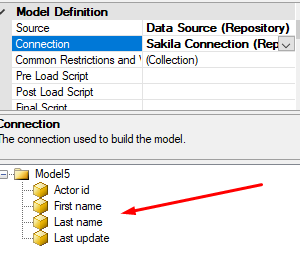 Model Definition
Source Data Source (Repository)
Connection Sakila Connection (Rep
Common Restrictions and V (Collection)
Pre Load Script
Post Load Script
Final Script
Connection
The connection used to build the model.
Model5
Actor id
First name
Last name
Last update